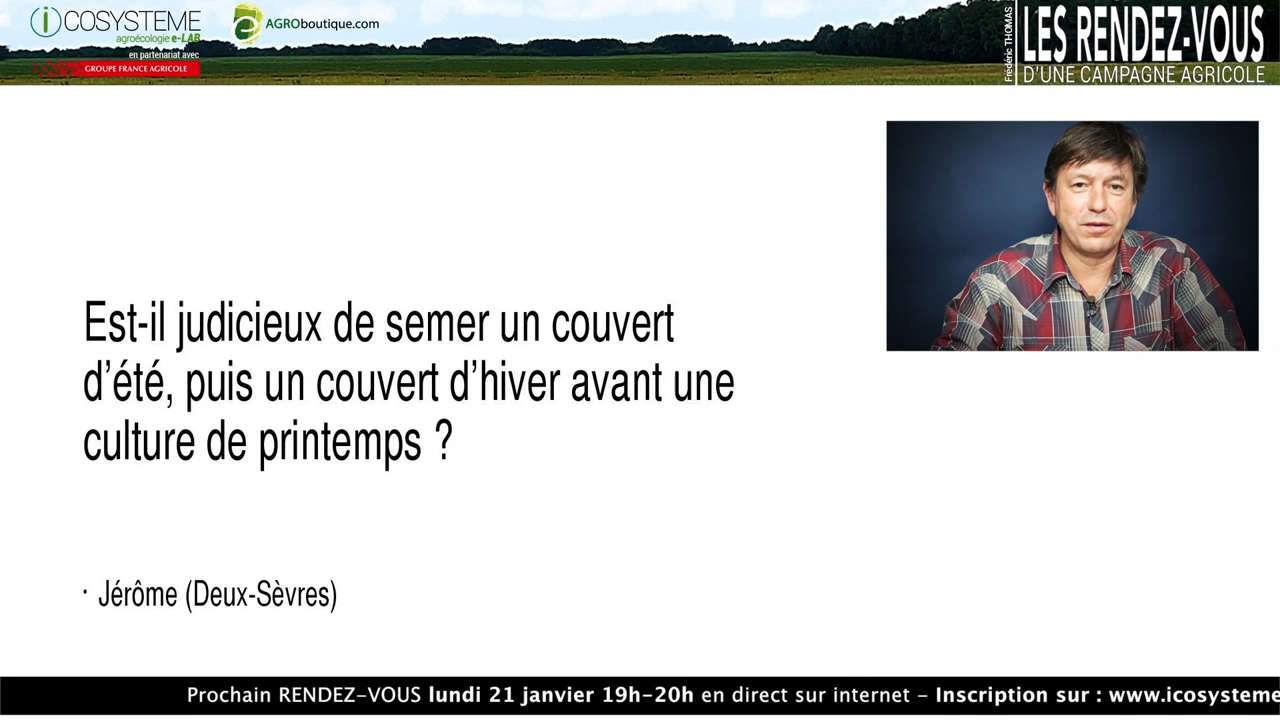 iCOSYSTEME
agroécologie e-LAB
en partenariat avec
GROUPE FRANCE AGRICOLE
e AGROboutique.com
Frédéric THOMAS
LES RENDEZ-VOUS
D'UNE CAMPAGNE AGRICOLE
Est-il judicieux de semer un couvert
d'été, puis un couvert d'hiver avant une
culture de printemps ?
· Jérôme (Deux-Sèvres)
Prochain RENDEZ-VOUS lundi 21 janvier 19h-20h en direct sur internet – Inscription sur : www.icosysteme